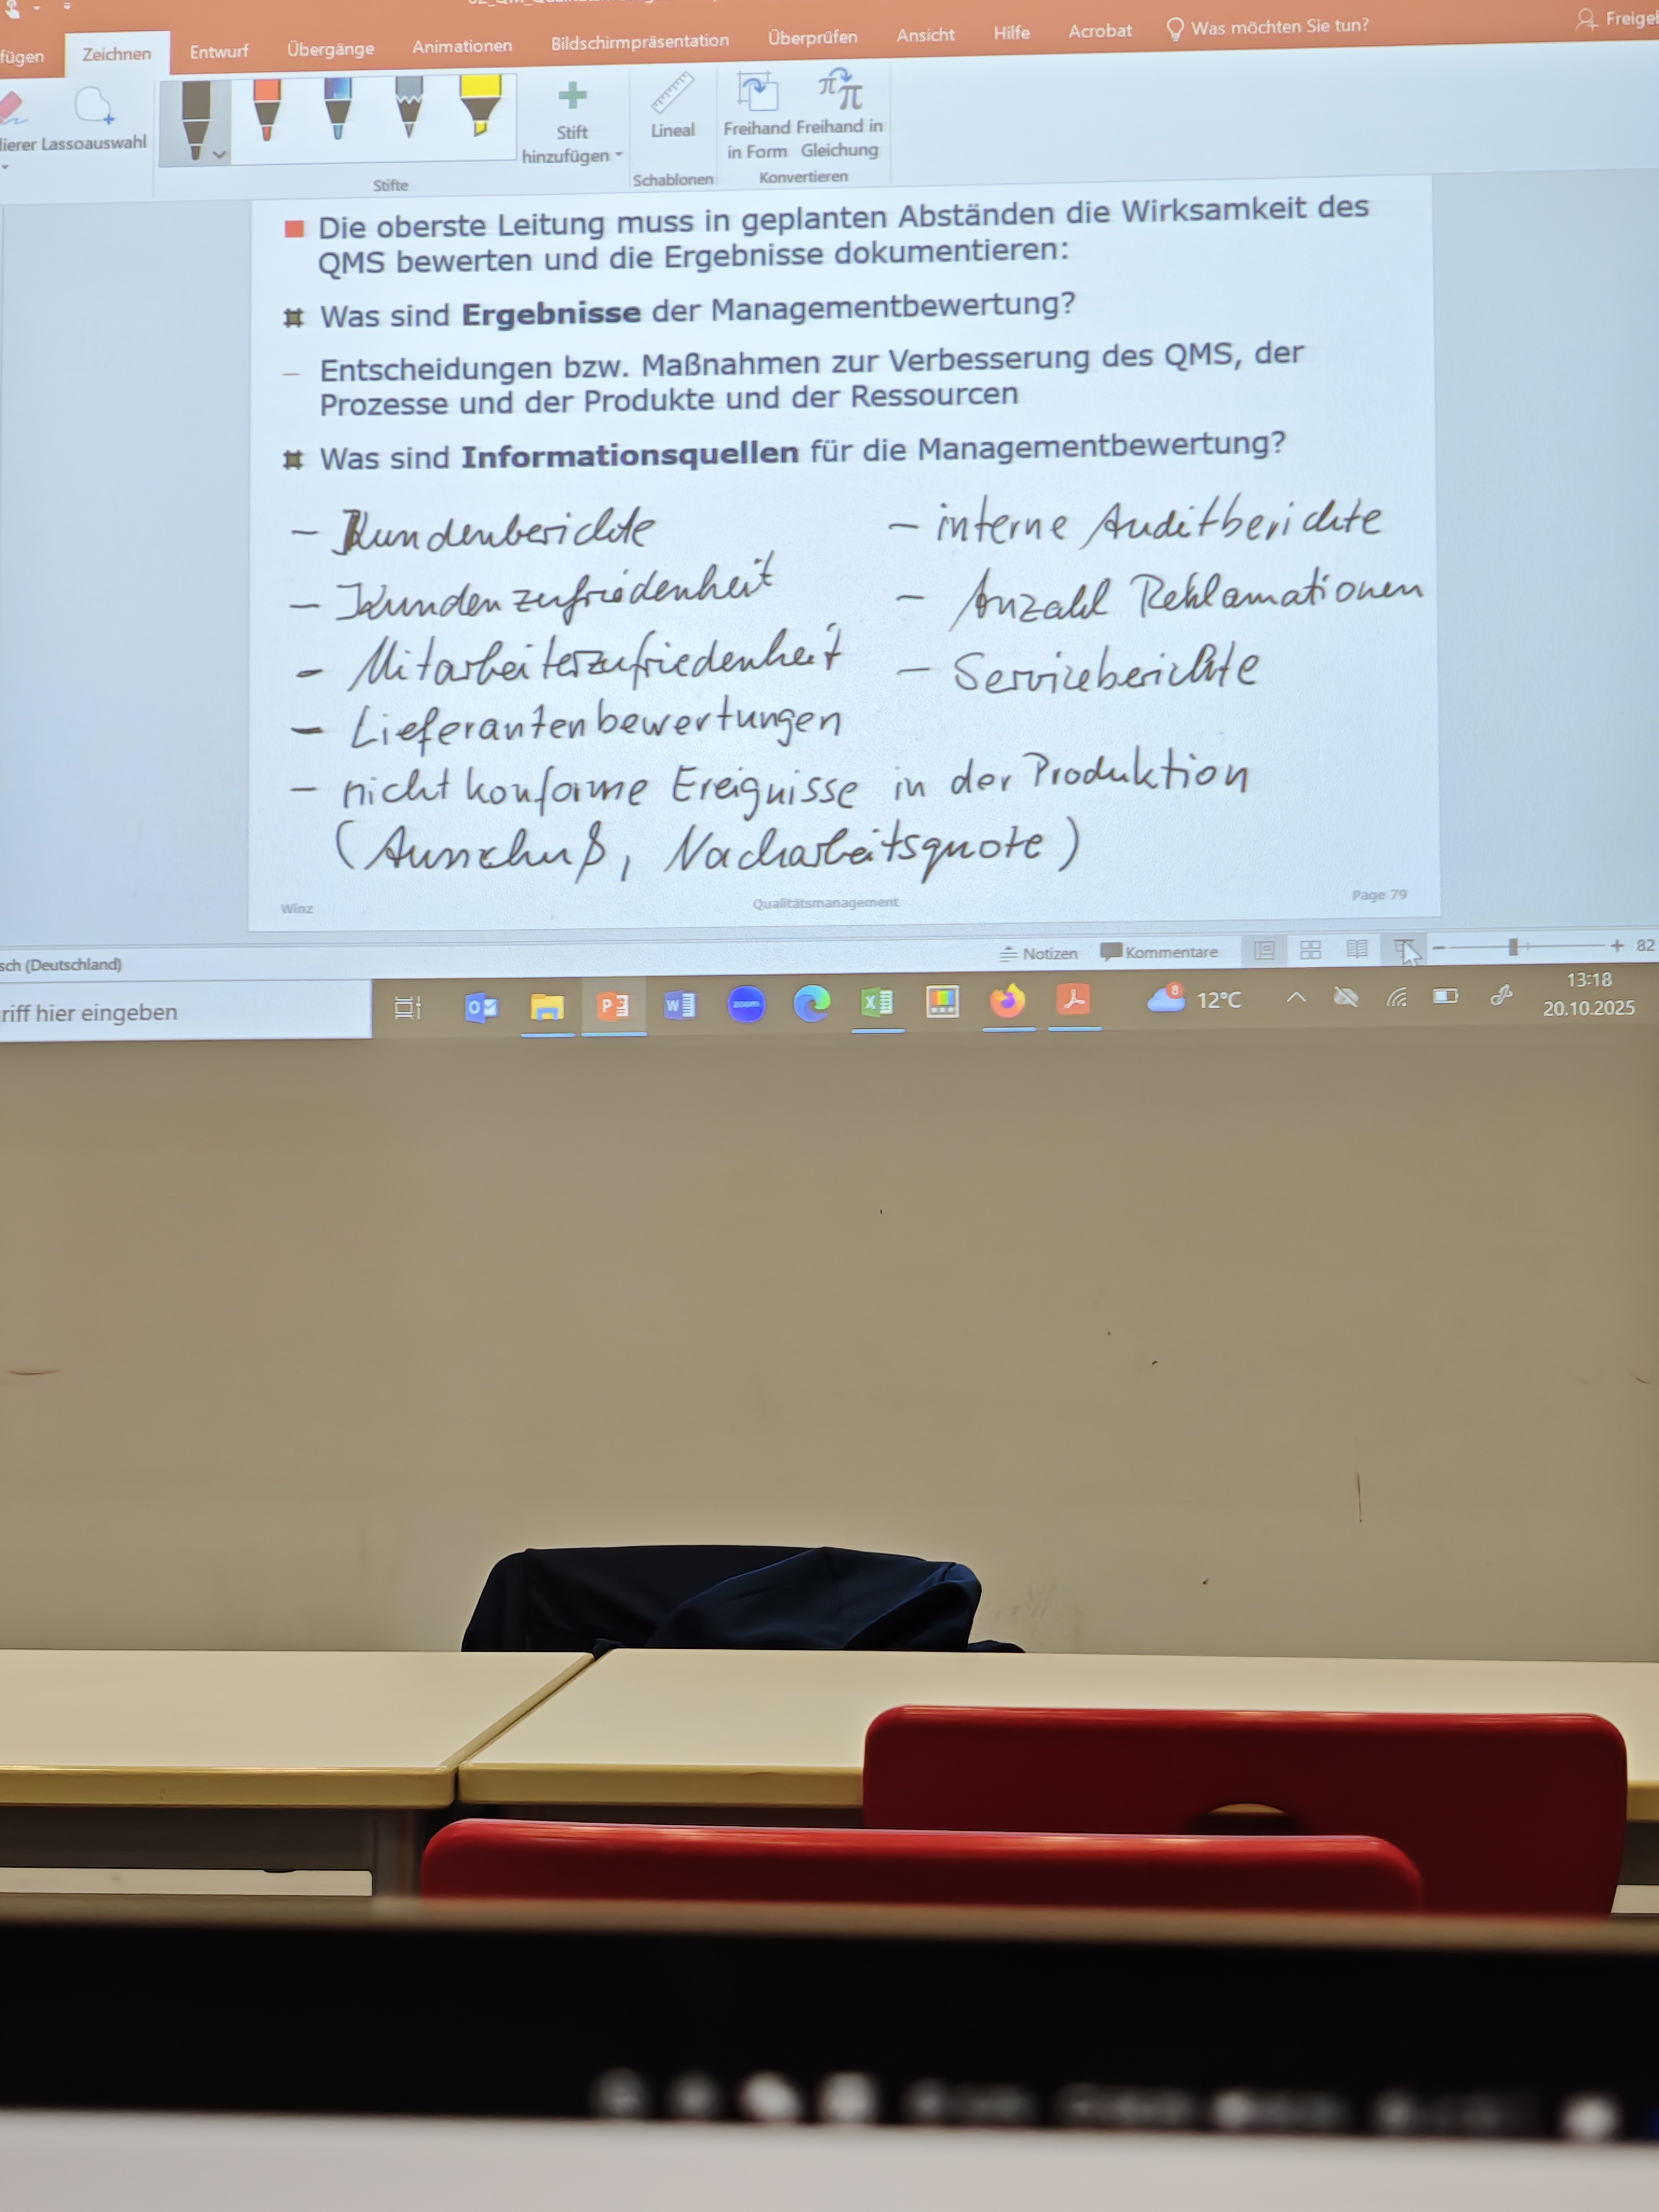 Zeichnen Entwurf Übergänge Animationen Bildschirmpräsentation Überprüfen Ansicht Hilfe Acrobat Was möchten Sie tun?
Lassoauswahl
Stift hinzufügen
Lineal
Freihand in Form
Freihand in Gleichung
Stifte
Schablonen
Konvertieren
Die oberste Leitung muss in geplanten Abständen die Wirksamkeit des
QMS bewerten und die Ergebnisse dokumentieren:
Was sind Ergebnisse der Managementbewertung?
– Entscheidungen bzw. Maßnahmen zur Verbesserung des QMS, der
Prozesse und der Produkte und der Ressourcen
Was sind Informationsquellen für die Managementbewertung?
– Kundenberichte
– Kundenzufriedenheit
– Mitarbeiterzufriedenheit
– Lieferantenbewertungen
– interne Auditberichte
– Anzahl Reklamationen
– Serviceberichte
– nicht konforme Ereignisse in der Produktion
(Ausschuß, Nacharbeitsquote)
Winz
Qualitätsmanagement
Page 79
(Deutschland)
Notizen
Kommentare
82
hier eingeben
zoom
8
12°C
13:18
20.10.2025